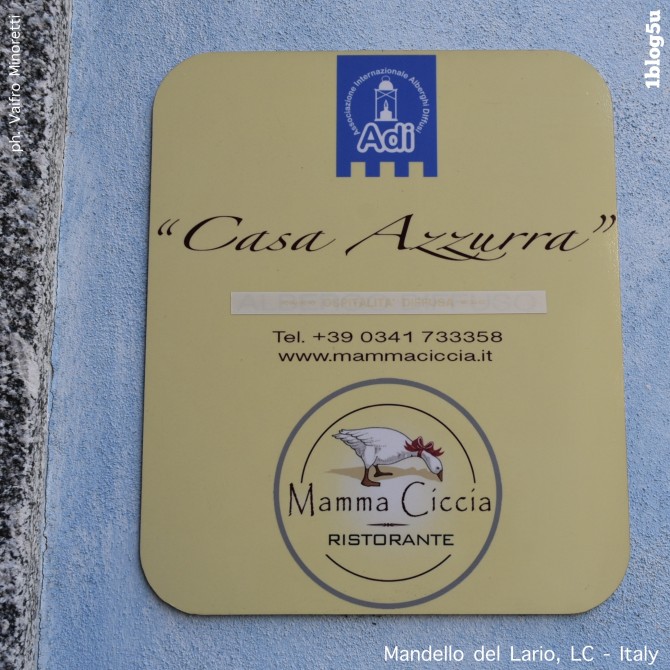 ph. Valfro Minoretti
1blog5u
Associazione Internazionale Alberghi Diffusi
Adi
“Casa Azzurra”
Tel. +39 0341 733358
www.mammaciccia.it
Mamma Ciccia
RISTORANTE
Mandello del Lario, LC - Italy